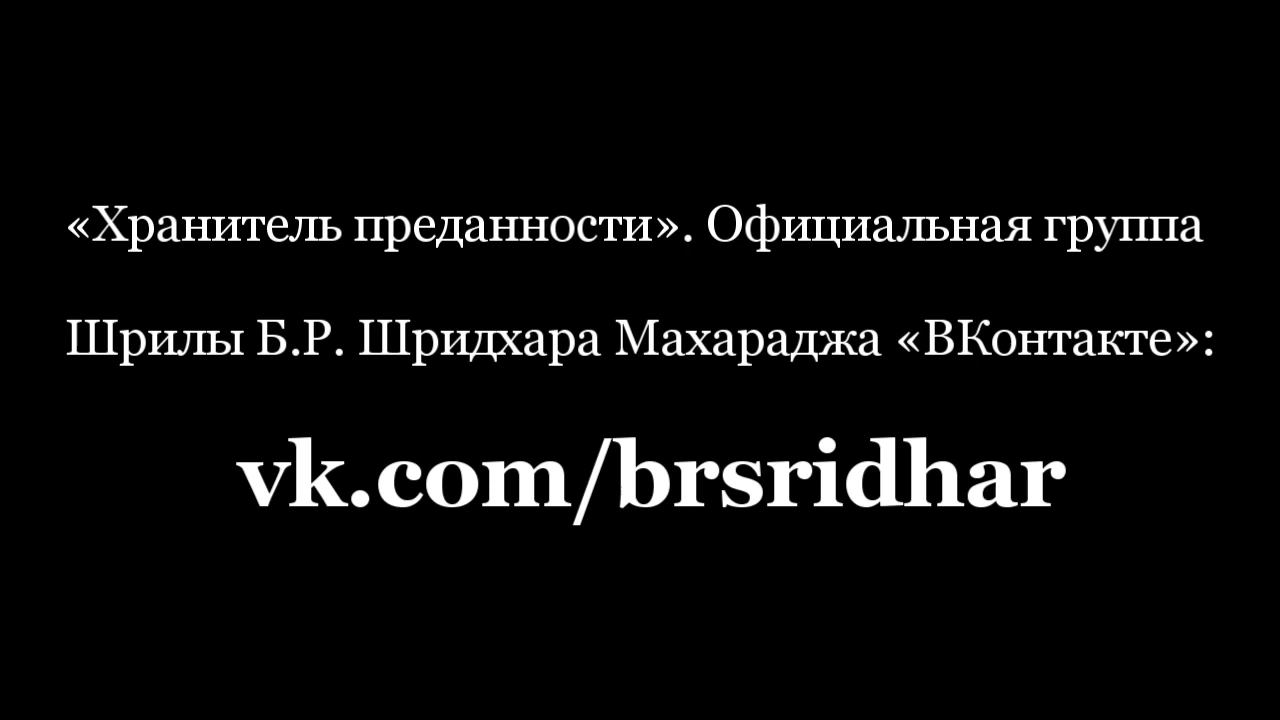 «Хранитель преданности». Официальная группа
Шрилы Б.Р. Шридхара Махараджа «ВКонтакте»:
vk.com/brsridhar